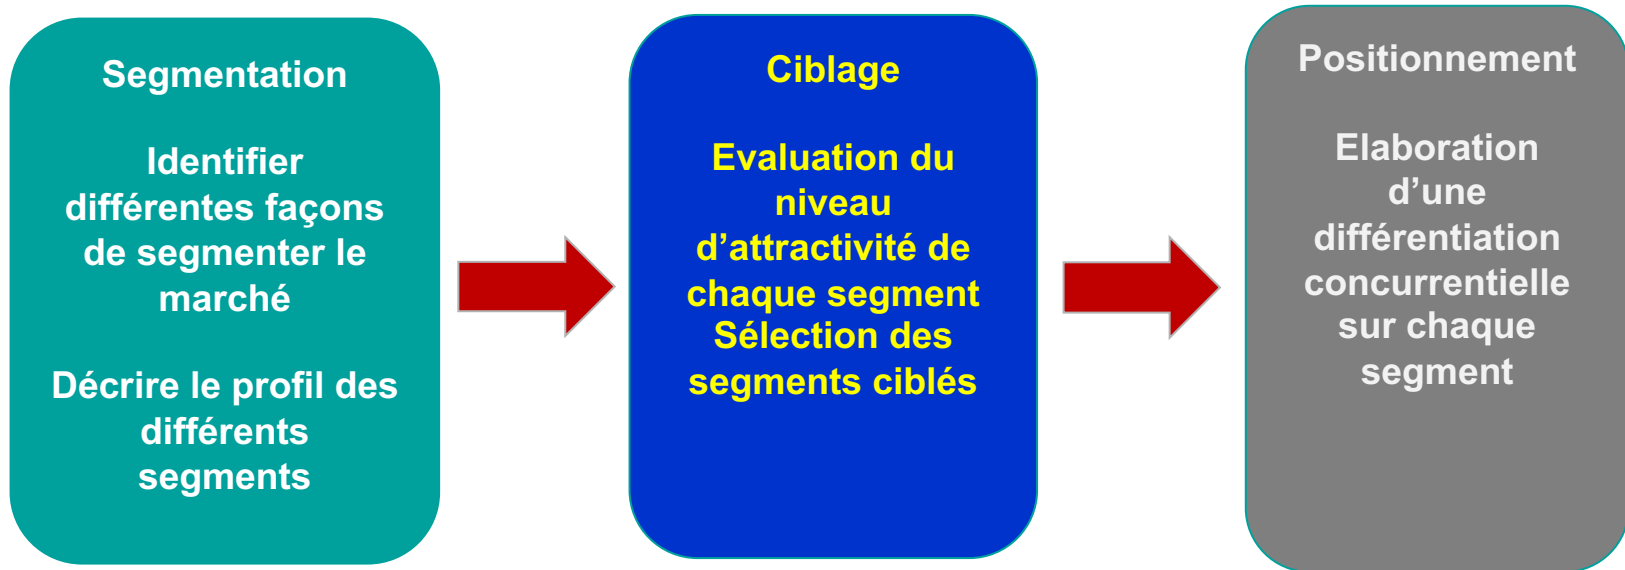 Segmentation
Identifier
différentes façons
de segmenter le
marché
Décrire le profil des
différents
segments
Ciblage
Evaluation du
niveau
d’attractivité de
chaque segment
Sélection des
segments ciblés
Positionnement
Elaboration
d’une
différentiation
concurrentielle
sur chaque
segment